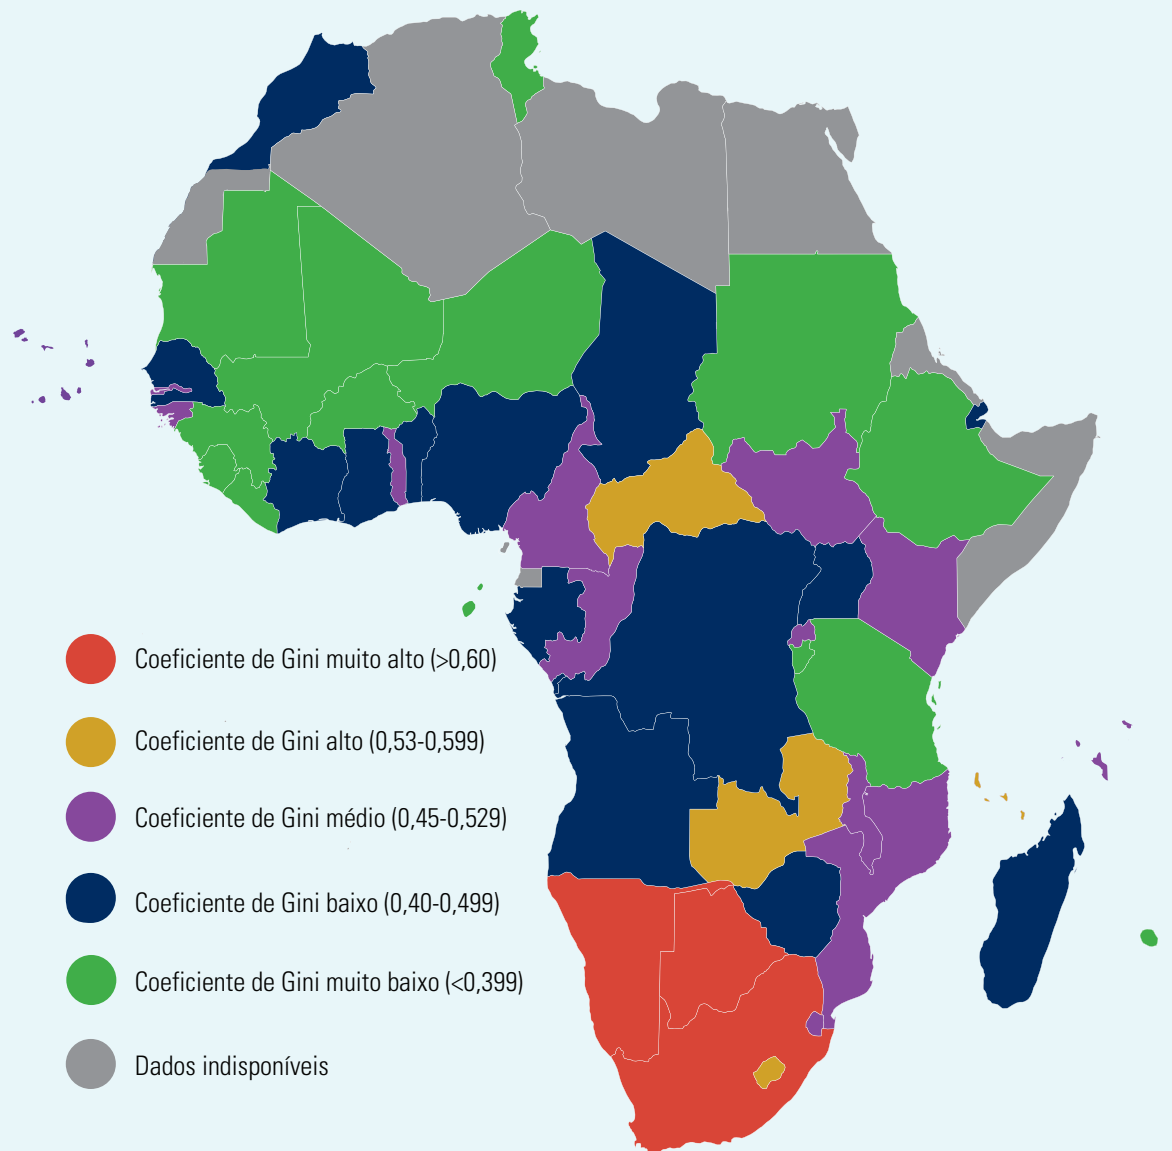 Coeficiente de Gini muito alto (>0,60)
Coeficiente de Gini alto (0,53-0,599)
Coeficiente de Gini médio (0,45-0,529)
Coeficiente de Gini baixo (0,40-0,499)
Coeficiente de Gini muito baixo (<0,399)
Dados indisponíveis